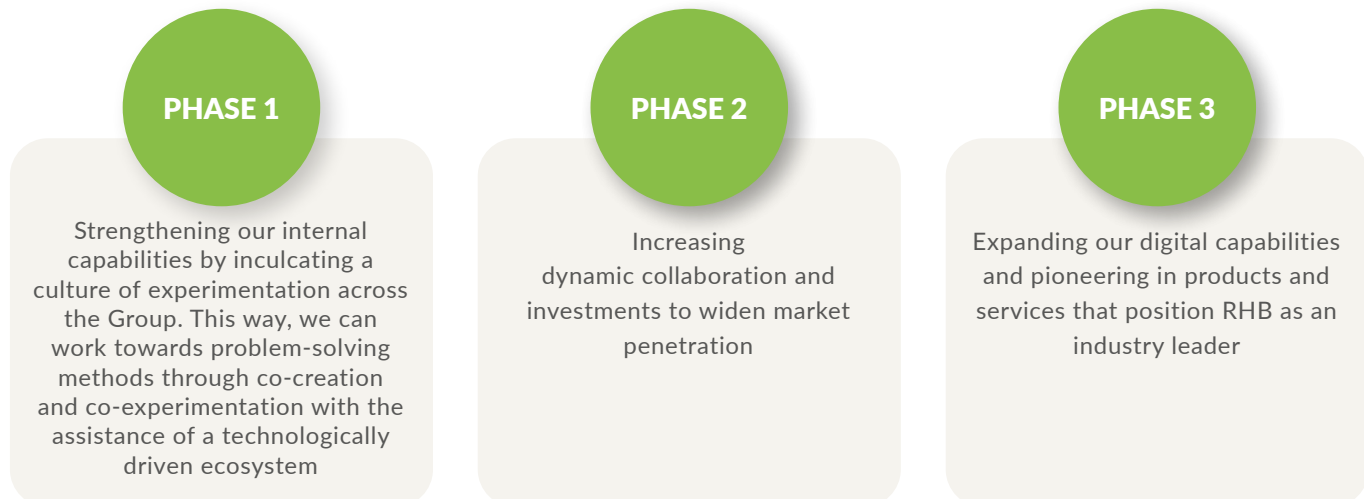 PHASE 1
Strengthening our internal
capabilities by inculcating a
culture of experimentation across
the Group. This way, we can
work towards problem-solving
methods through co-creation
and co-experimentation with the
assistance of a technologically
driven ecosystem
PHASE 2
Increasing
dynamic collaboration and
investments to widen market
penetration
PHASE 3
Expanding our digital capabilities
and pioneering in products and
services that position RHB as an
industry leader